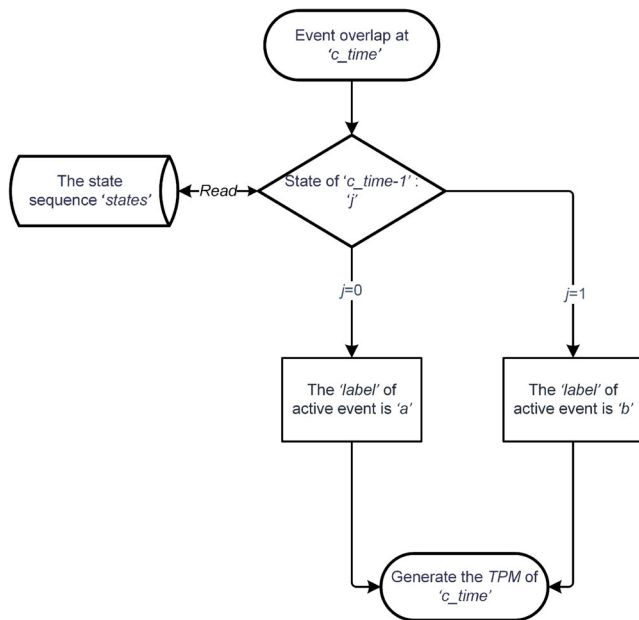 Event overlap at
‘c_time’
The state
sequence ‘states’
Read
State of ‘c_time-1’ :
‘j’
j=0
j=1
The ‘label’ of
active event is ‘a’
The ‘label’ of
active event is ‘b’
Generate the TPM of
‘c_time’